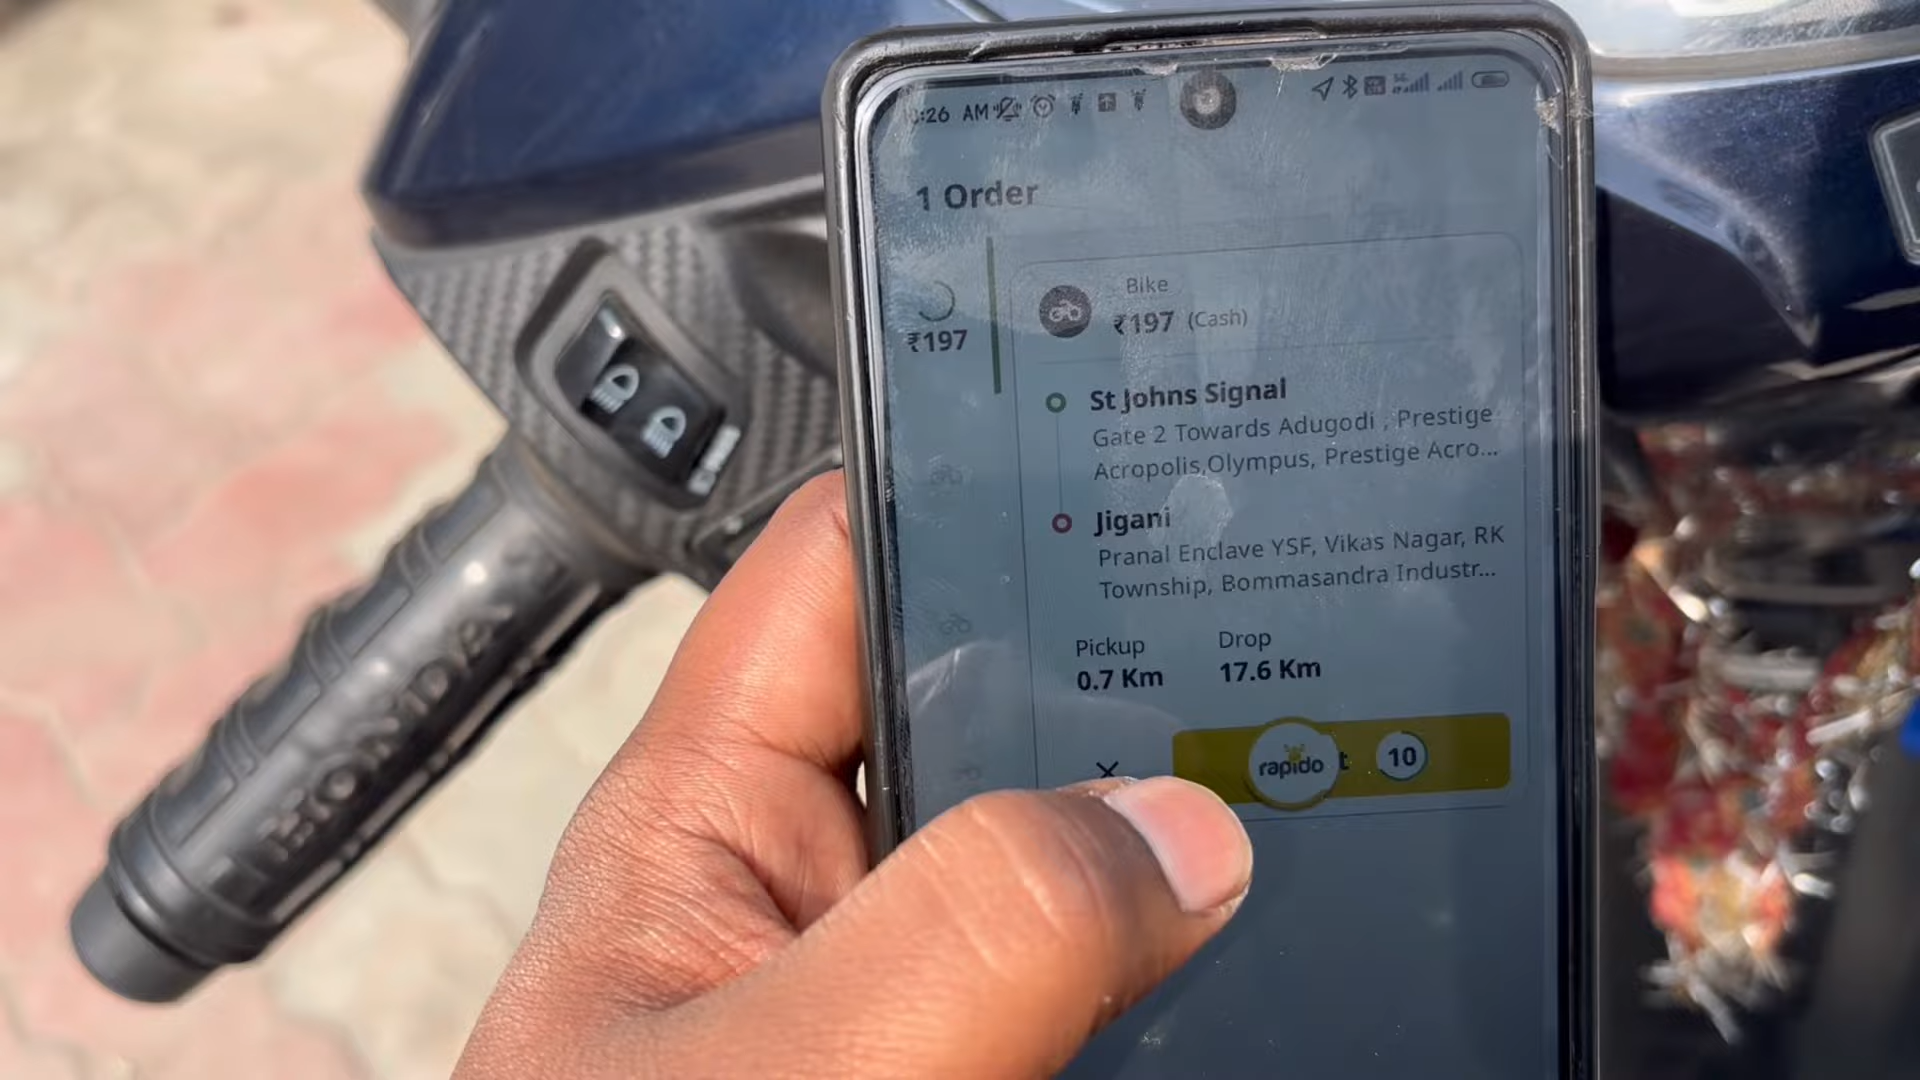 :26 AM
1 Order
₹197
Bike
₹197 (Cash)
St Johns Signal
Gate 2 Towards Adugodi , Prestige
Acropolis,Olympus, Prestige Acro...
Jigani
Pranal Enclave YSF, Vikas Nagar, RK
Township, Bommasandra Industr...
Pickup
Drop
0.7 Km
17.6 Km
rapido
t
10
HONDA